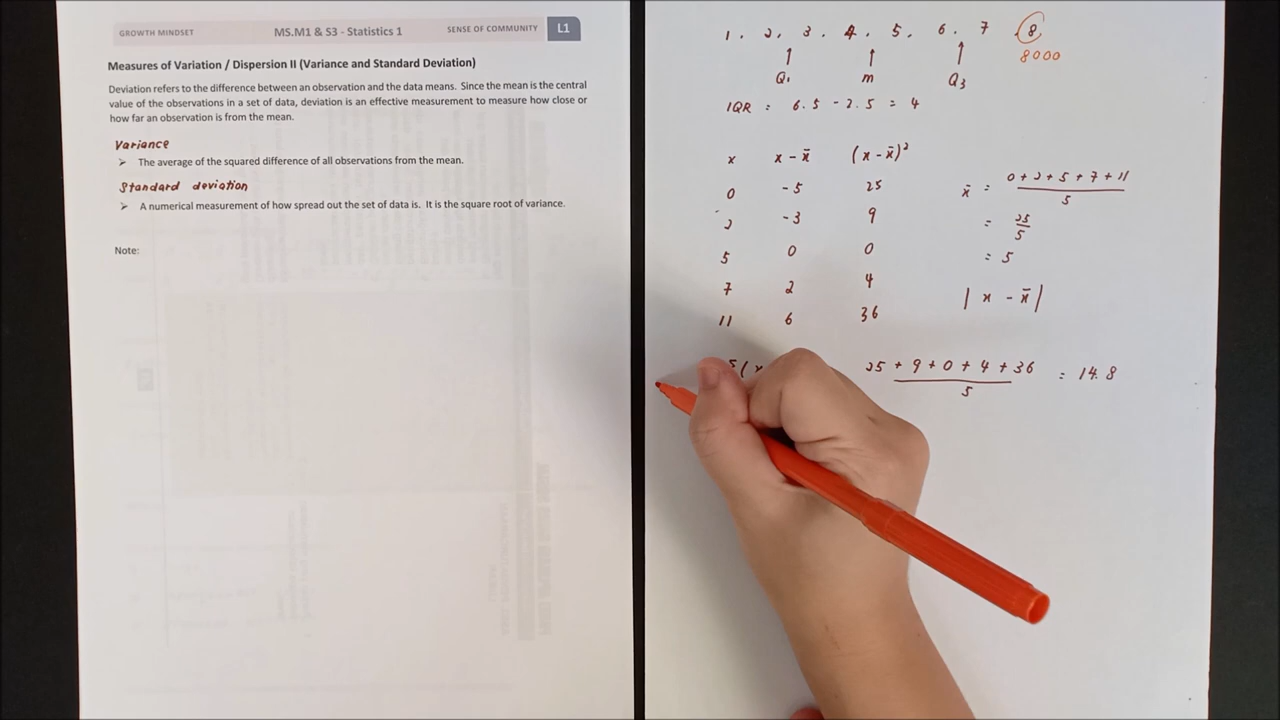 GROWTH MINDSET MS.M1 & S3 - Statistics 1 SENSE OF COMMUNITY L1
Measures of Variation / Dispersion II (Variance and Standard Deviation)
Deviation refers to the difference between an observation and the data means. Since the mean is the central
value of the observations in a set of data, deviation is an effective measurement to measure how close or
how far an observation is from the mean.
Variance
➢ The average of the squared difference of all observations from the mean.
Standard deviation
➢ A numerical measurement of how spread out the set of data is. It is the square root of variance.
Note:
1. 2, 3. 4. 5. 6. 7 8
8000
Q₁ m Q₃
IQR = 6.5 - 2.5 = 4
x x - x̄ (x - x̄)²
0 -5 25
2 -3 9
5 0 0
7 2 4
11 6 36
x̄ = 0 + 2 + 5 + 7 + 11
5
= 25
5
= 5
| x - x̄ |
25 + 9 + 0 + 4 + 36 = 14.8
5